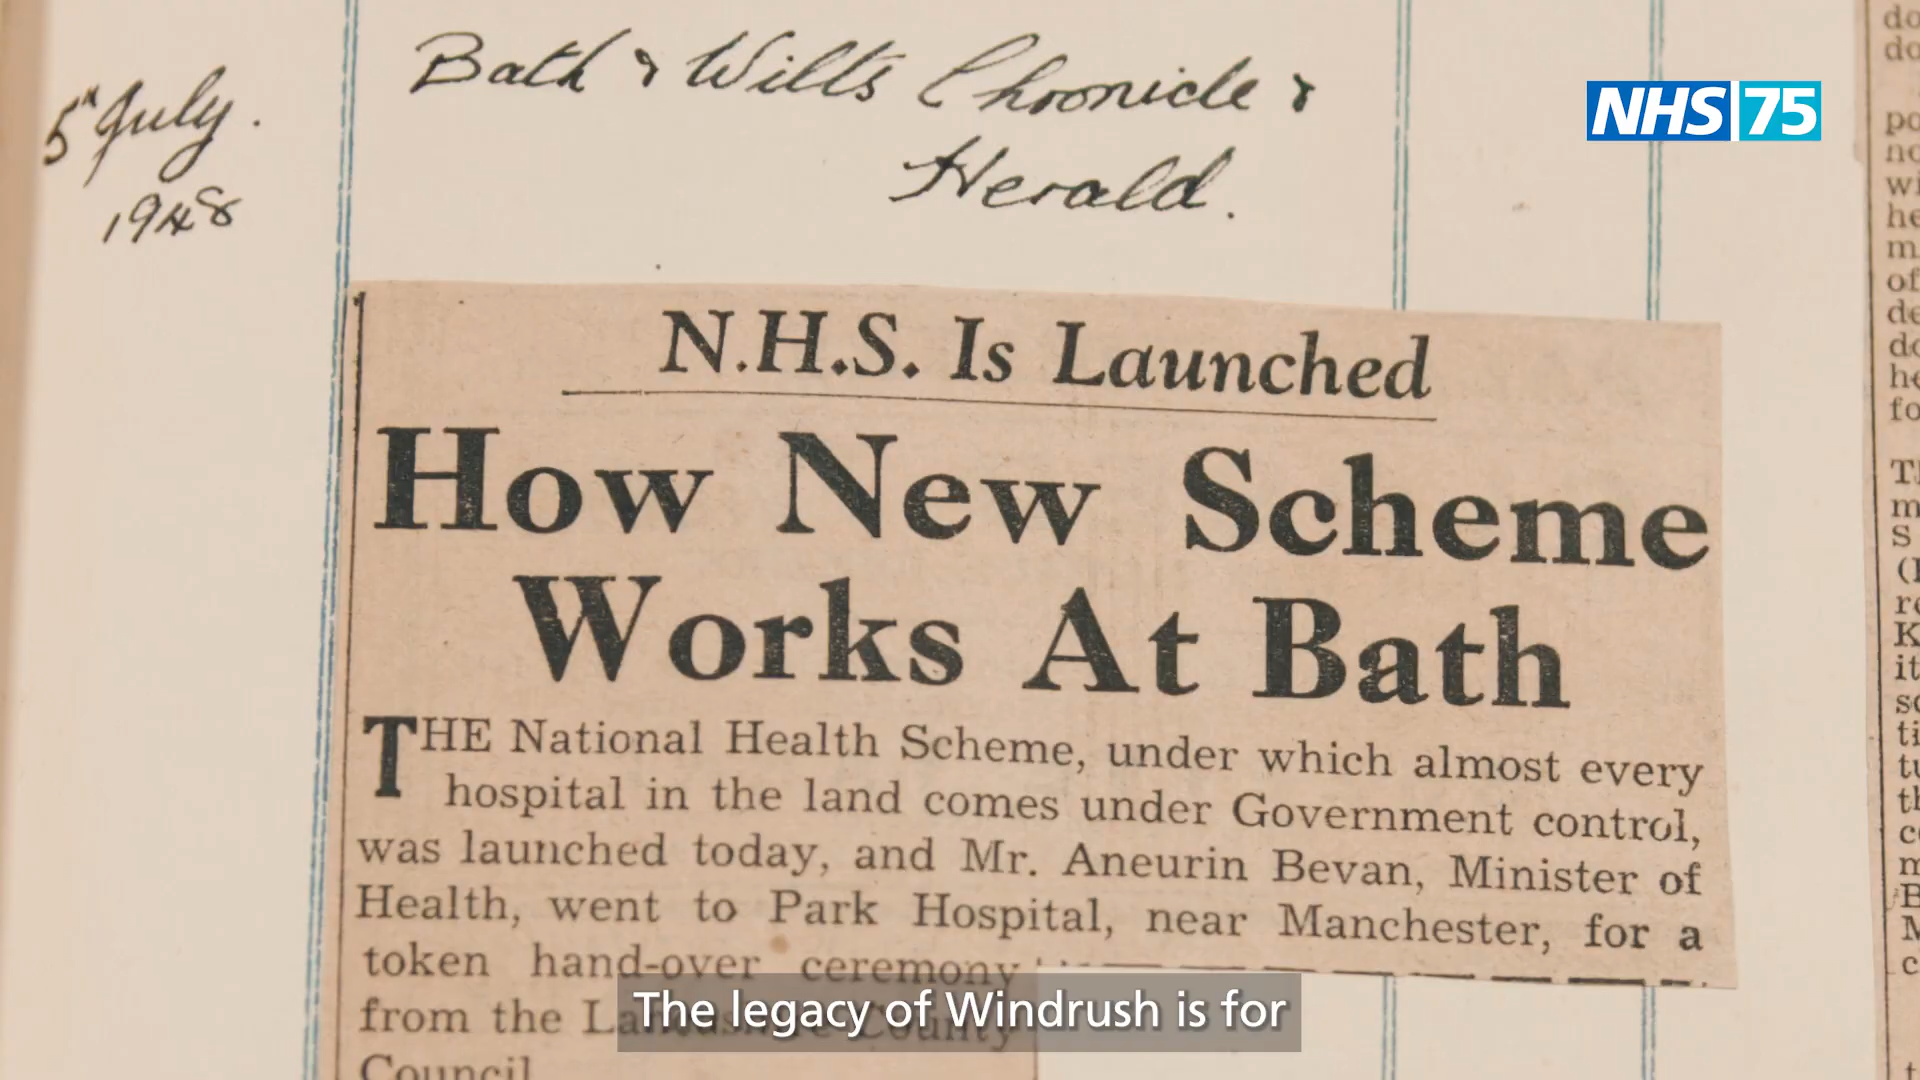 5th July.
1948
Bath & Wilts Chronicle &
Herald.
NHS 75
N.H.S. Is Launched
How New Scheme
Works At Bath
THE National Health Scheme, under which almost every
hospital in the land comes under Government control,
was launched today, and Mr. Aneurin Bevan, Minister of
Health, went to Park Hospital, near Manchester, for a
token hand-over ceremony
from the Lancashire County
Council
The legacy of Windrush is for